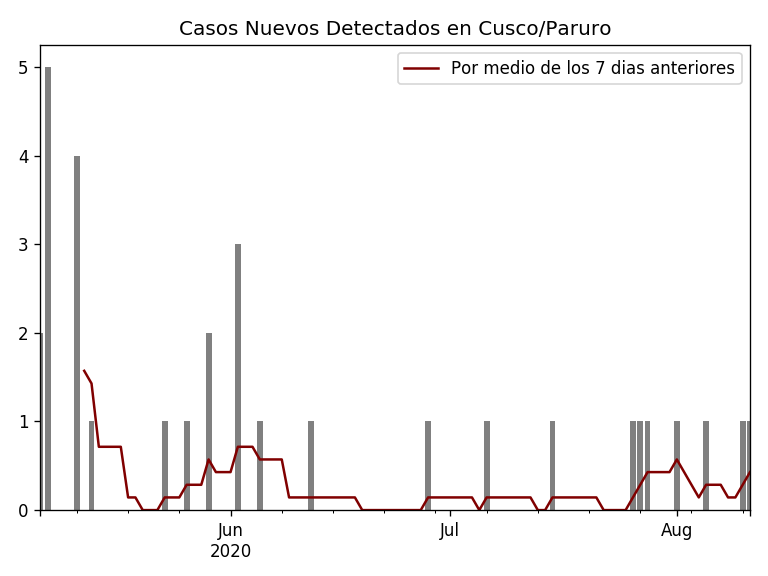 Casos Nuevos Detectados en Cusco/Paruro
Por medio de los 7 dias anteriores
5
4
3
2
1
0
Jun
2020
Jul
Aug